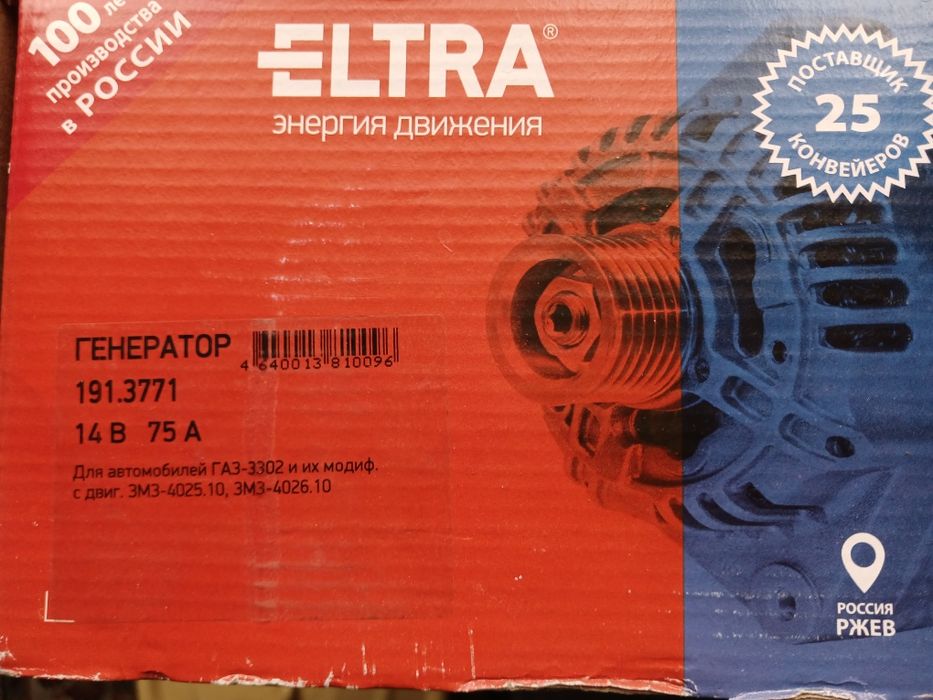 100 ле
производства
в РОССИИ
ELTRA®
энергия движения
ПОСТАВЩИК
25
КОНВЕЙЕРОВ
ГЕНЕРАТОР
4 640013 810096
191.3771
14 В 75 А
Для автомобилей ГАЗ-3302 и их модиф.
с двиг. ЗМЗ-4025.10, ЗМЗ-4026.10
РОССИЯ
РЖЕВ